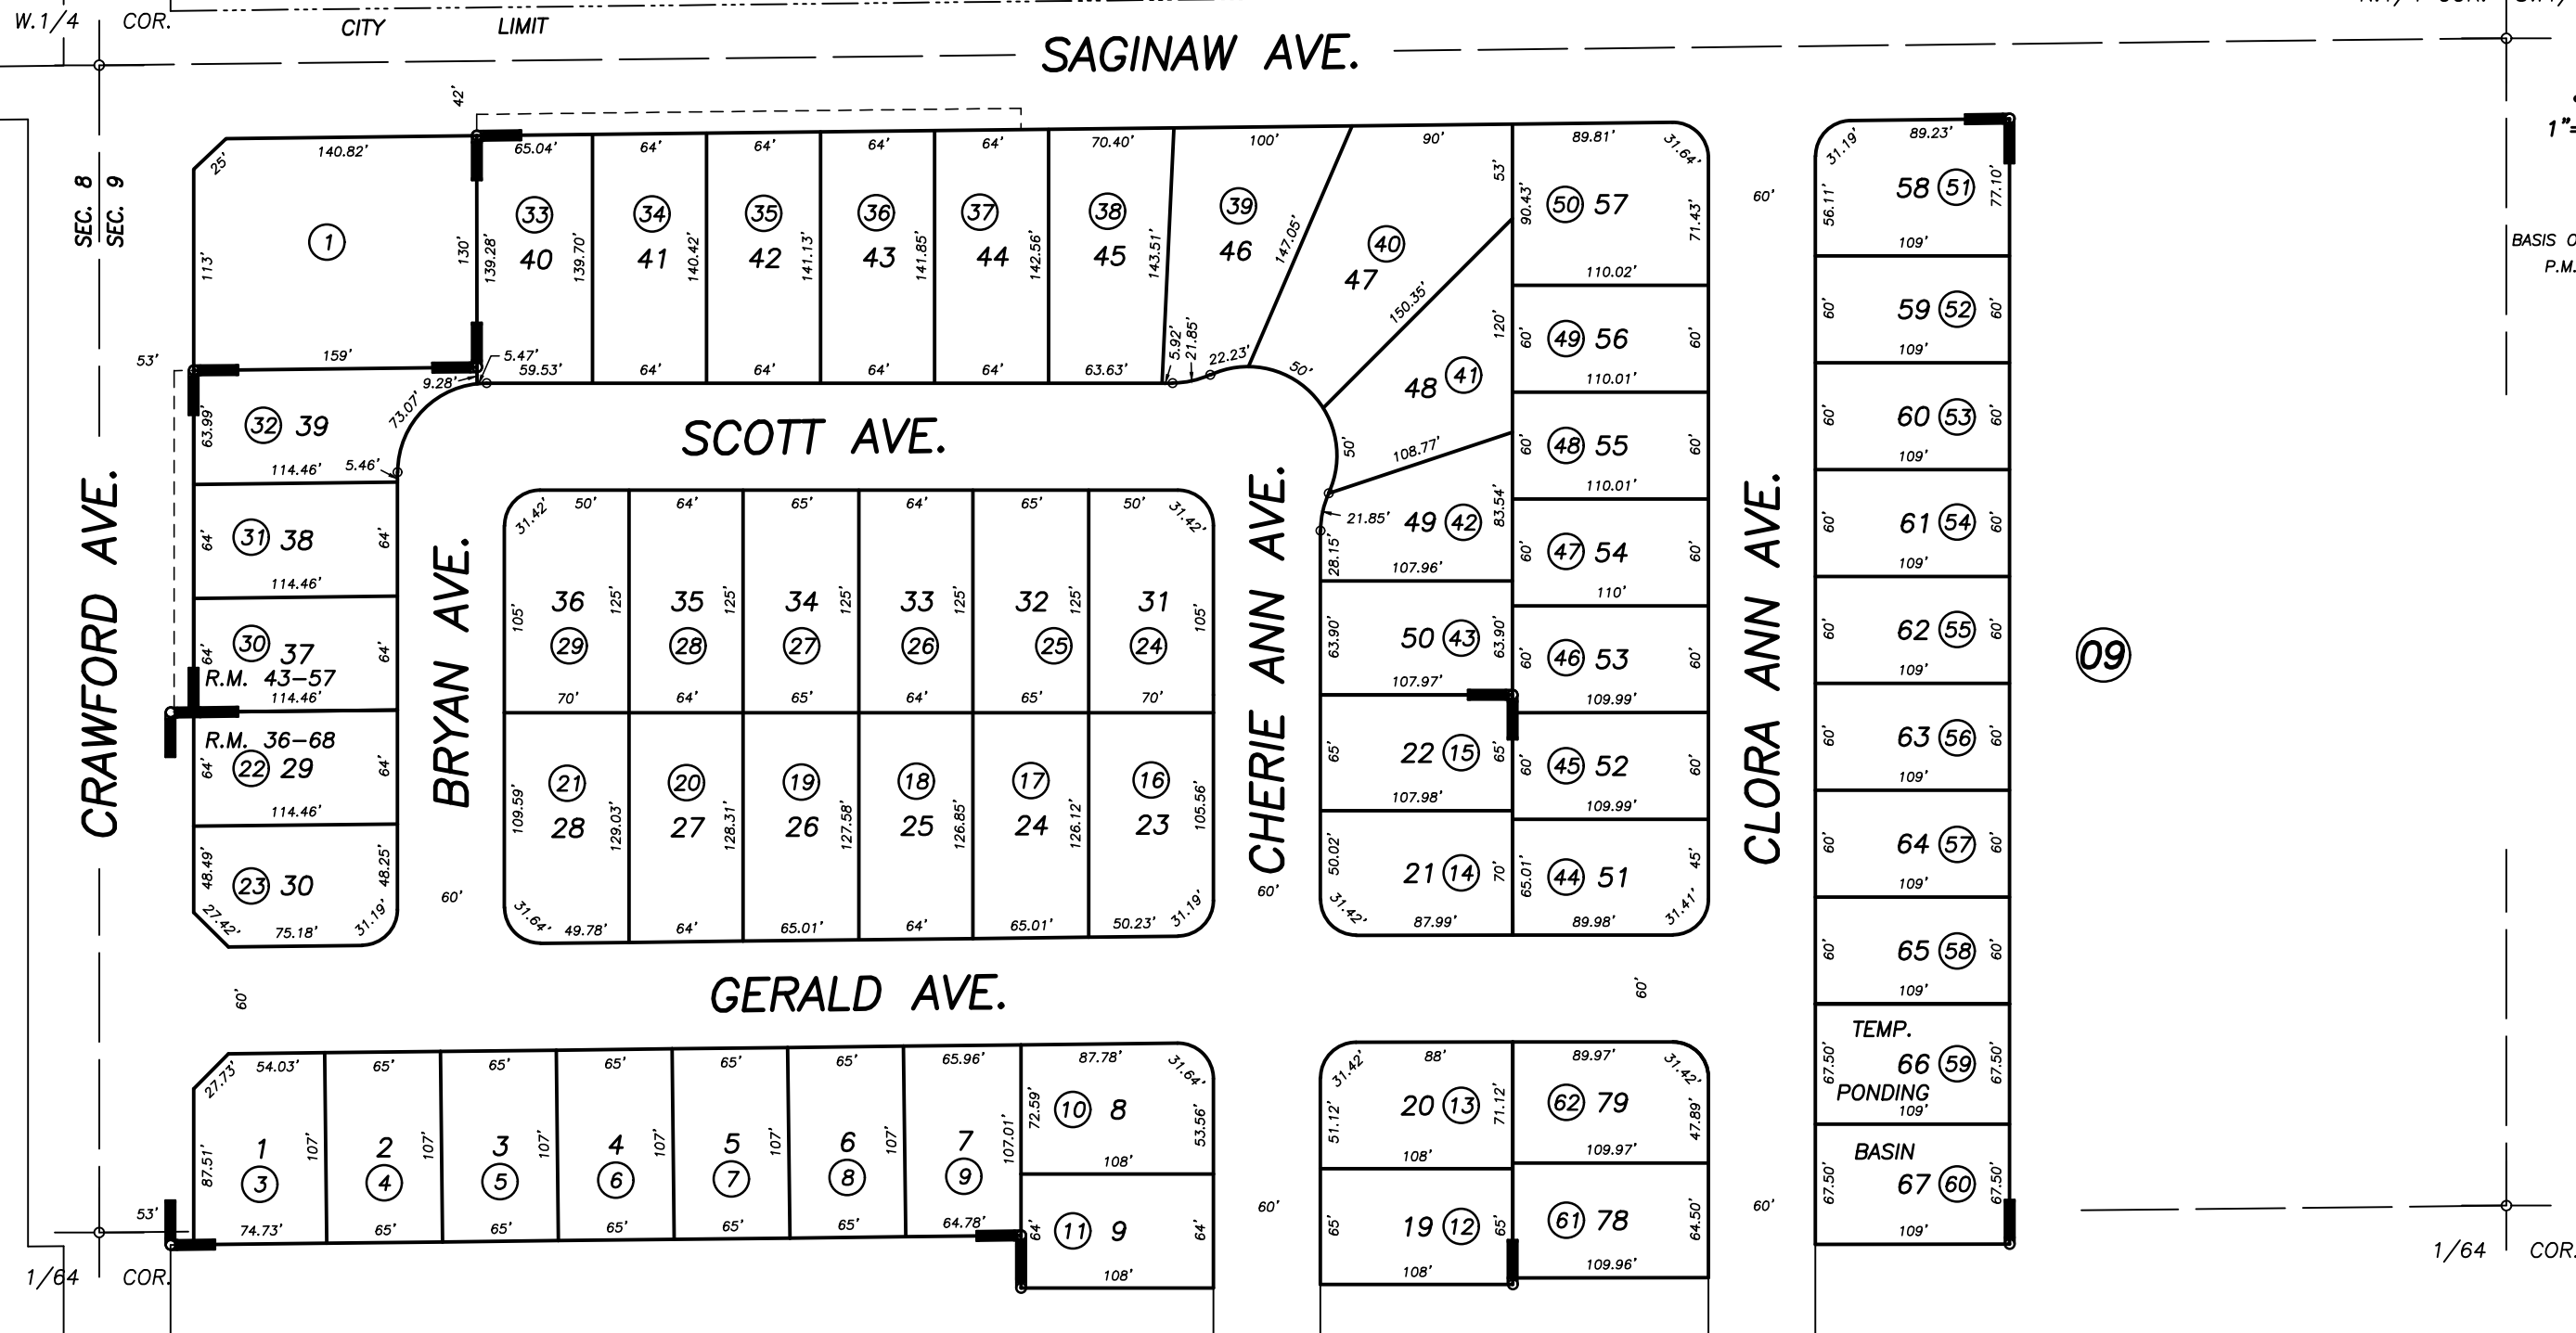 W.1/4 COR.
CITY LIMIT
SAGINAW AVE.
1"=
BASIS O
P.M.
SEC. 8
SEC. 9
42'
25' 140.82'
1
113' 130'
159'
53'
65.04' 64' 64' 64' 64' 70.40' 100' 90' 89.81' 31.64'
33 34 35 36 37 38 39 40
40 41 42 43 44 45 46 47
139.28' 139.70' 140.42' 141.13' 141.85' 142.56' 143.51' 147.05' 150.35'
53' 90.43' 50 57 71.43'
110.02'
5.47'
9.28' 59.53' 64' 64' 64' 64' 63.63' 5.92' 21.85' 22.23' 50'
73.07'
120' 60' 49 56 60'
110.01'
48 41
50' 108.77'
60' 48 55 60'
110.01'
63.99' 32 39
114.46' 5.46'
64' 31 38 64'
114.46'
64' 30 37 64'
R.M. 43-57
114.46'
R.M. 36-68
64' 22 29 64'
114.46'
48.49' 23 30 48.25'
27.42' 75.18' 31.19'
CRAWFORD AVE.
BRYAN AVE.
60'
SCOTT AVE.
31.42' 50' 64' 65' 64' 65' 50' 31.42'
36 35 34 33 32 31
105' 125' 125' 125' 125' 125' 105'
29 28 27 26 25 24
70' 64' 65' 64' 65' 70'
21 20 19 18 17 16
28 27 26 25 24 23
109.59' 129.03' 128.31' 127.58' 126.85' 126.12' 105.56'
31.64' 49.78' 64' 65.01' 64' 65.01' 50.23' 31.19'
CHERIE ANN AVE.
60'
21.85' 49 42 83.54'
28.15' 107.96'
60' 47 54 60'
110'
63.90' 50 43 63.90'
107.97'
60' 46 53 60'
109.99'
65' 22 15 65'
107.98'
60' 45 52 60'
109.99'
50.02' 21 14 70'
31.42' 87.99'
65.01' 44 51 45'
89.98' 31.41'
CLORA ANN AVE.
60'
31.19' 89.23'
56.11' 58 51 77.10'
109'
60' 59 52 60'
109'
60' 60 53 60'
109'
60' 61 54 60'
109'
60' 62 55 60'
109'
60' 63 56 60'
109'
60' 64 57 60'
109'
60' 65 58 60'
109'
TEMP.
67.50' 66 59 67.50'
PONDING
109'
BASIN
67.50' 67 60 67.50'
109'
09
60' GERALD AVE. 60'
27.73' 54.03' 65' 65' 65' 65' 65' 65.96' 87.78' 31.64'
87.51' 107' 107' 107' 107' 107' 107' 107.01'
1 2 3 4 5 6 7
3 4 5 6 7 8 9
53' 74.73' 65' 65' 65' 65' 65' 64.78'
72.59' 10 8 53.56'
108'
64' 11 9 64'
108'
60'
31.42' 88' 89.97' 31.42'
51.12' 20 13 71.12' 62 79 47.89'
108' 109.97'
65' 19 12 65' 61 78 64.50'
108' 109.96'
60'
1/64 COR.
1/64 COR.